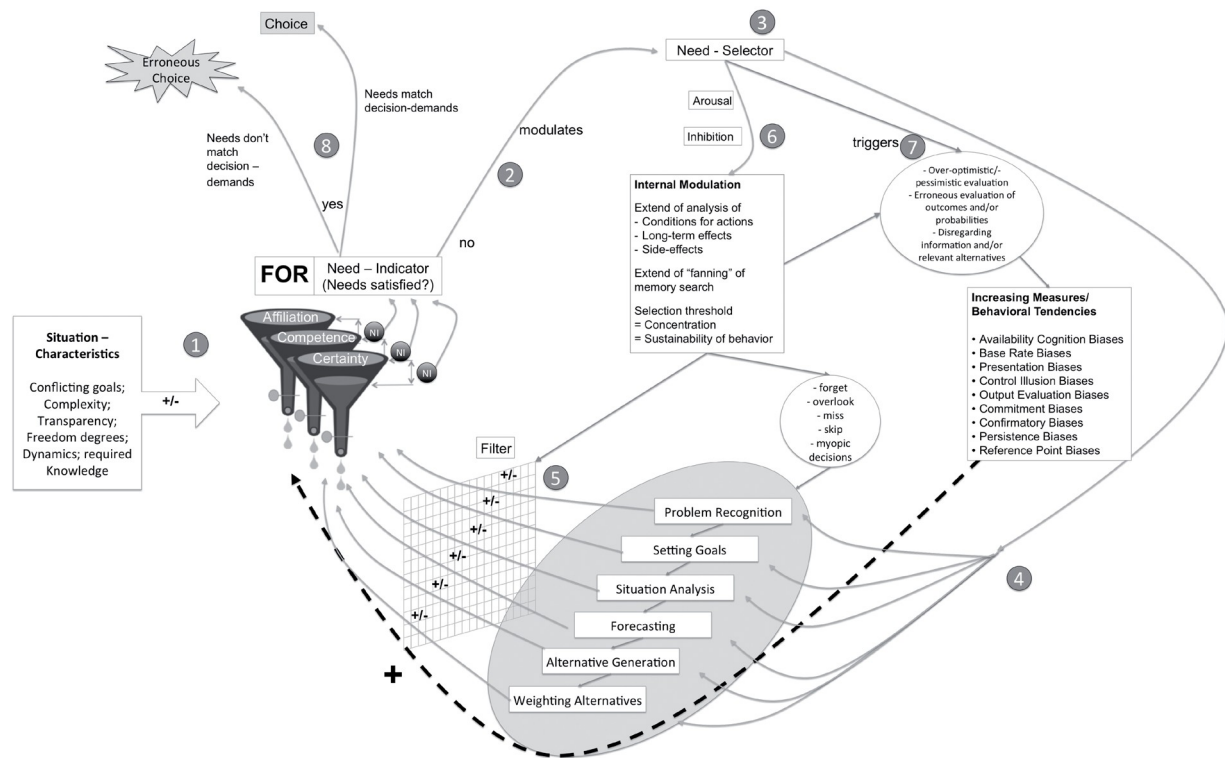 Choice
3
Erroneous
Choice
Need - Selector
Needs match
decision-demands
Arousal
8
modulates
Needs don't
match
decision –
demands
Inhibition
6
triggers
7
2
- Over-optimistic/-
pessimistic evaluation
- Erroneous evaluation of
outcomes and/or
probabilities
- Disregarding
information and/or
relevant alternatives
yes
no
Internal Modulation
Extend of analysis of
- Conditions for actions
- Long-term effects
- Side-effects
Extend of “fanning” of
memory search
Selection threshold
= Concentration
= Sustainability of behavior
FOR
Need – Indicator
(Needs satisfied?)
Increasing Measures/
Behavioral Tendencies
• Availability Cognition Biases
• Base Rate Biases
• Presentation Biases
• Control Illusion Biases
• Output Evaluation Biases
• Commitment Biases
• Confirmatory Biases
• Persistence Biases
• Reference Point Biases
Affiliation
NI
Competence
NI
Certainty
NI
1
Situation –
Characteristics
Conflicting goals;
Complexity;
Transparency;
Freedom degrees;
Dynamics; required
Knowledge
+/-
- forget
- overlook
- miss
- skip
- myopic
decisions
Filter
5
+/-
+/-
+/-
+/-
+/-
+/-
+
Problem Recognition
Setting Goals
Situation Analysis
Forecasting
Alternative Generation
Weighting Alternatives
4